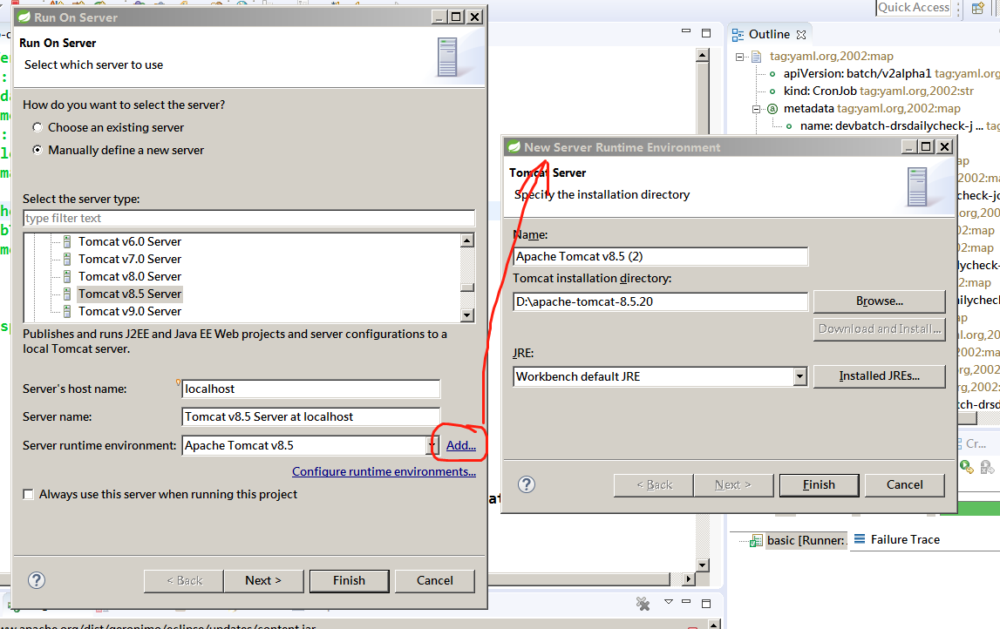 Run On Server
Run On Server
Select which server to use
How do you want to select the server?
Choose an existing server
Manually define a new server
Select the server type:
type filter text
Tomcat v6.0 Server
Tomcat v7.0 Server
Tomcat v8.0 Server
Tomcat v8.5 Server
Tomcat v9.0 Server
Publishes and runs J2EE and Java EE Web projects and server configurations to a
local Tomcat server.
Server's host name:
localhost
Server name:
Tomcat v8.5 Server at localhost
Server runtime environment:
Apache Tomcat v8.5
Add...
Configure runtime environments...
Always use this server when running this project
< Back
Next >
Finish
Cancel
New Server Runtime Environment
Tomcat Server
Specify the installation directory
Name:
Apache Tomcat v8.5 (2)
Tomcat installation directory:
D:\apache-tomcat-8.5.20
Browse...
Download and Install...
JRE:
Workbench default JRE
Installed JREs...
< Back
Next >
Finish
Cancel
Quick Access
Outline
tag:yaml.org,2002:map
apiVersion: batch/v2alpha1 tag:yaml.org
kind: CronJob tag:yaml.org,2002:str
metadata tag:yaml.org,2002:map
name: devbatch-drsdailycheck-j ... tag:
Cr...
basic [Runner:
Failure Trace